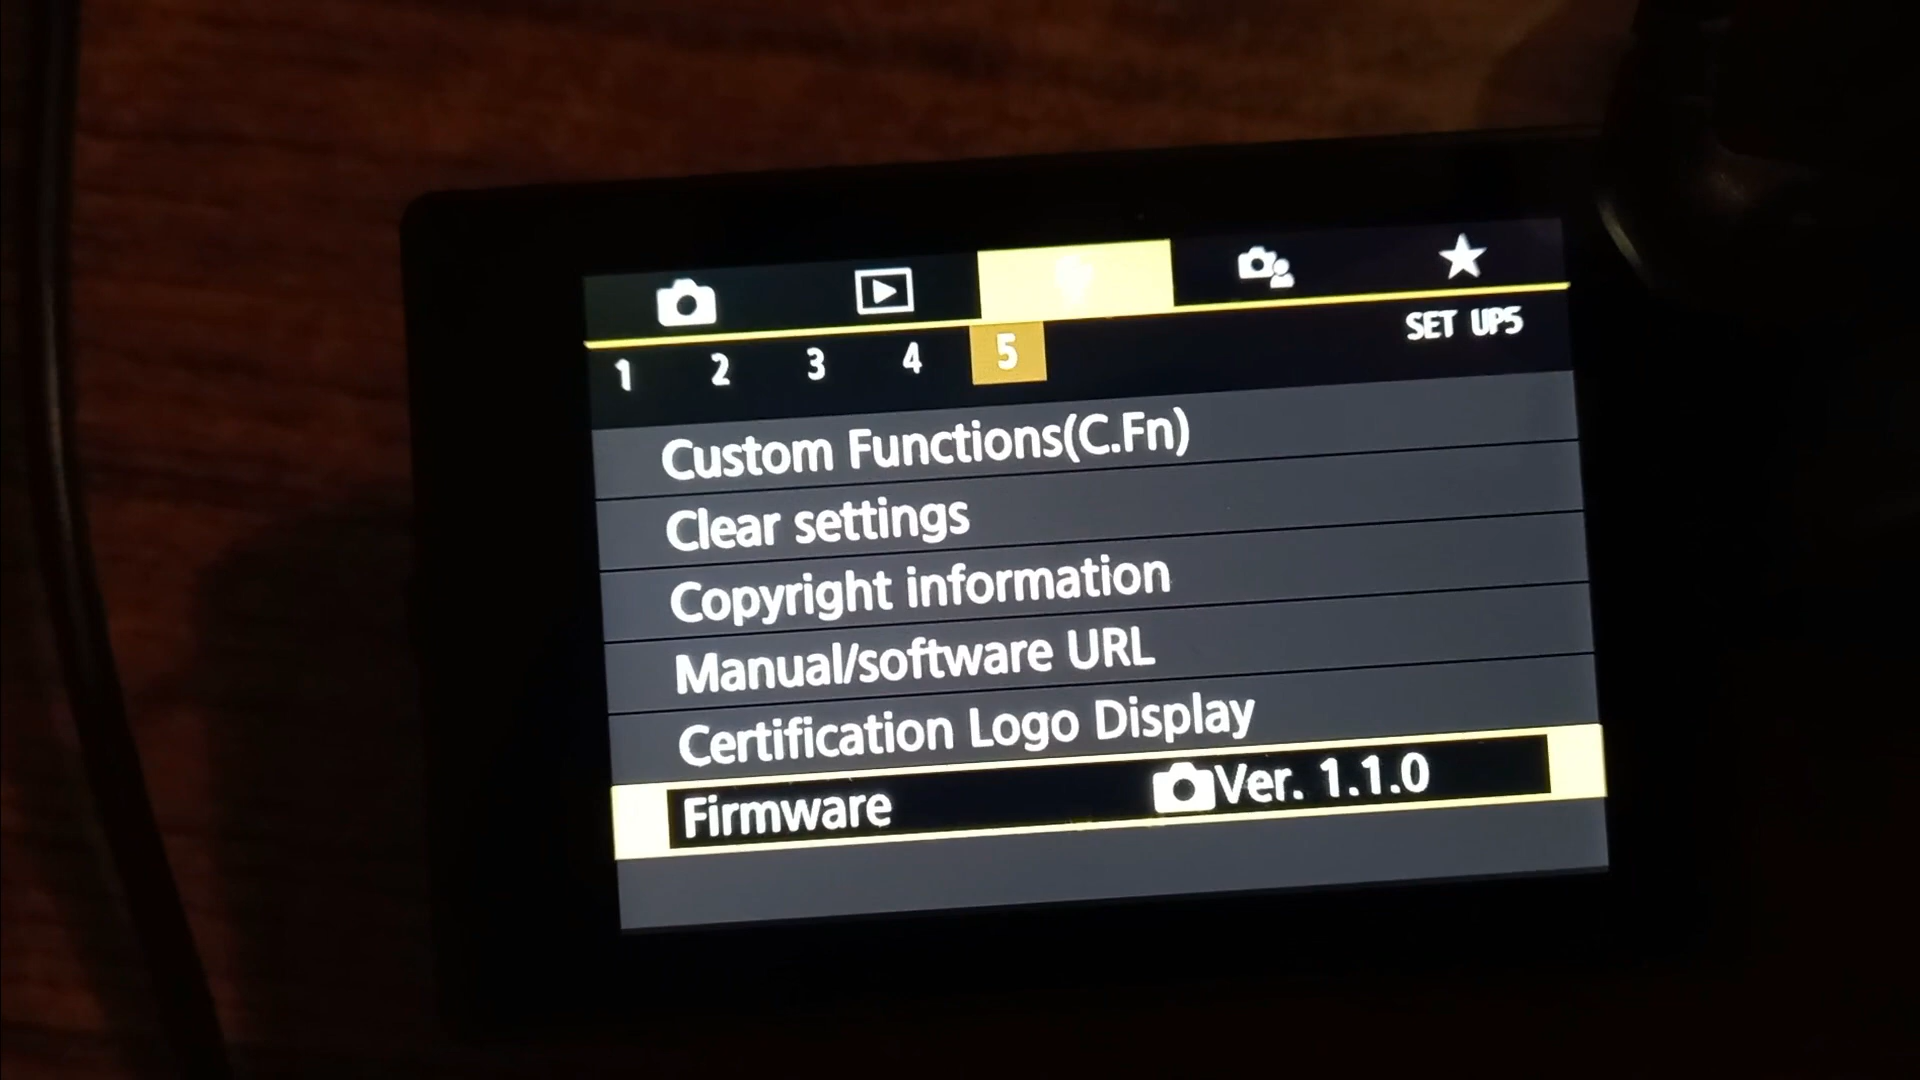 1 2 3 4 5 SET UP5
Custom Functions(C.Fn)
Clear settings
Copyright information
Manual/software URL
Certification Logo Display
Firmware Ver. 1.1.0